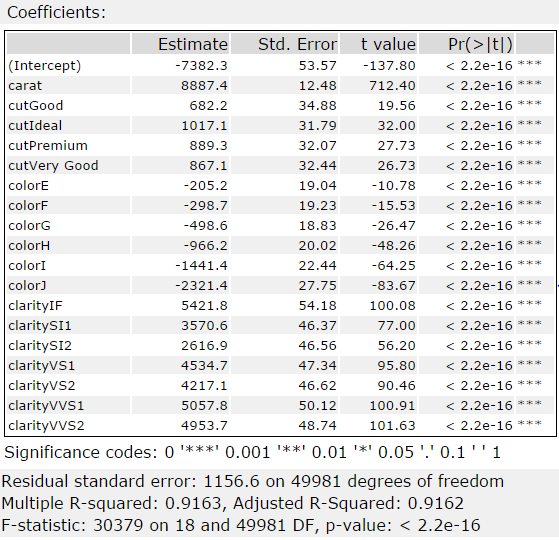 Coefficients:
Estimate Std. Error t value Pr(>|t|)
(Intercept) -7382.3 53.57 -137.80 < 2.2e-16 ***
carat 8887.4 12.48 712.40 < 2.2e-16 ***
cutGood 682.2 34.88 19.56 < 2.2e-16 ***
cutIdeal 1017.1 31.79 32.00 < 2.2e-16 ***
cutPremium 889.3 32.07 27.73 < 2.2e-16 ***
cutVery Good 867.1 32.44 26.73 < 2.2e-16 ***
colorE -205.2 19.04 -10.78 < 2.2e-16 ***
colorF -298.7 19.23 -15.53 < 2.2e-16 ***
colorG -498.6 18.83 -26.47 < 2.2e-16 ***
colorH -966.2 20.02 -48.26 < 2.2e-16 ***
colorI -1441.4 22.44 -64.25 < 2.2e-16 ***
colorJ -2321.4 27.75 -83.67 < 2.2e-16 ***
clarityIF 5421.8 54.18 100.08 < 2.2e-16 ***
claritySI1 3570.6 46.37 77.00 < 2.2e-16 ***
claritySI2 2616.9 46.56 56.20 < 2.2e-16 ***
clarityVS1 4534.7 47.34 95.80 < 2.2e-16 ***
clarityVS2 4217.1 46.62 90.46 < 2.2e-16 ***
clarityVVS1 5057.8 50.12 100.91 < 2.2e-16 ***
clarityVVS2 4953.7 48.74 101.63 < 2.2e-16 ***
Significance codes: 0 '***' 0.001 '**' 0.01 '*' 0.05 '.' 0.1 ' ' 1
Residual standard error: 1156.6 on 49981 degrees of freedom
Multiple R-squared: 0.9163, Adjusted R-Squared: 0.9162
F-statistic: 30379 on 18 and 49981 DF, p-value: < 2.2e-16